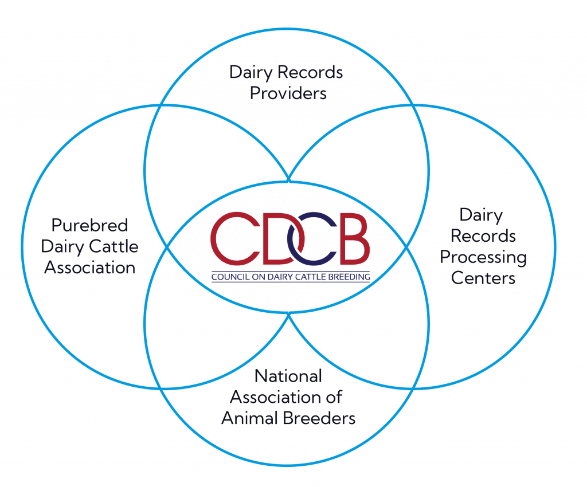 Dairy Records
Providers
Purebred
Dairy Cattle
Association
CDCB
COUNCIL ON DAIRY CATTLE BREEDING
Dairy
Records
Processing
Centers
National
Association of
Animal Breeders